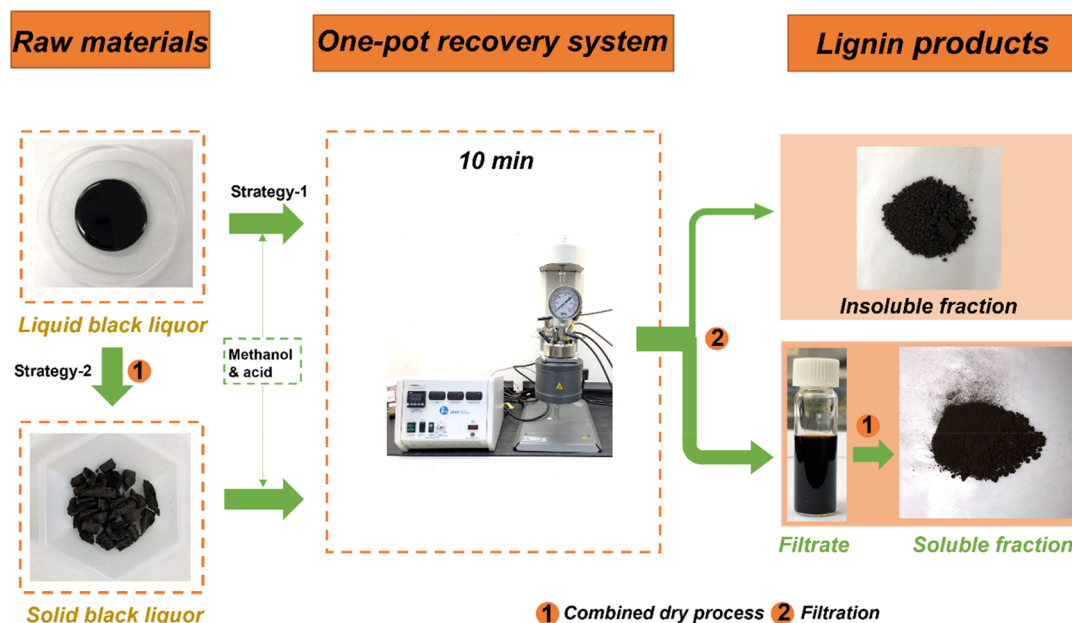 Raw materials
One-pot recovery system
Lignin products
10 min
Strategy-1
Liquid black liquor
Strategy-2
1
Methanol
& acid
Solid black liquor
2
Insoluble fraction
1
Filtrate
Soluble fraction
1 Combined dry process 2 Filtration